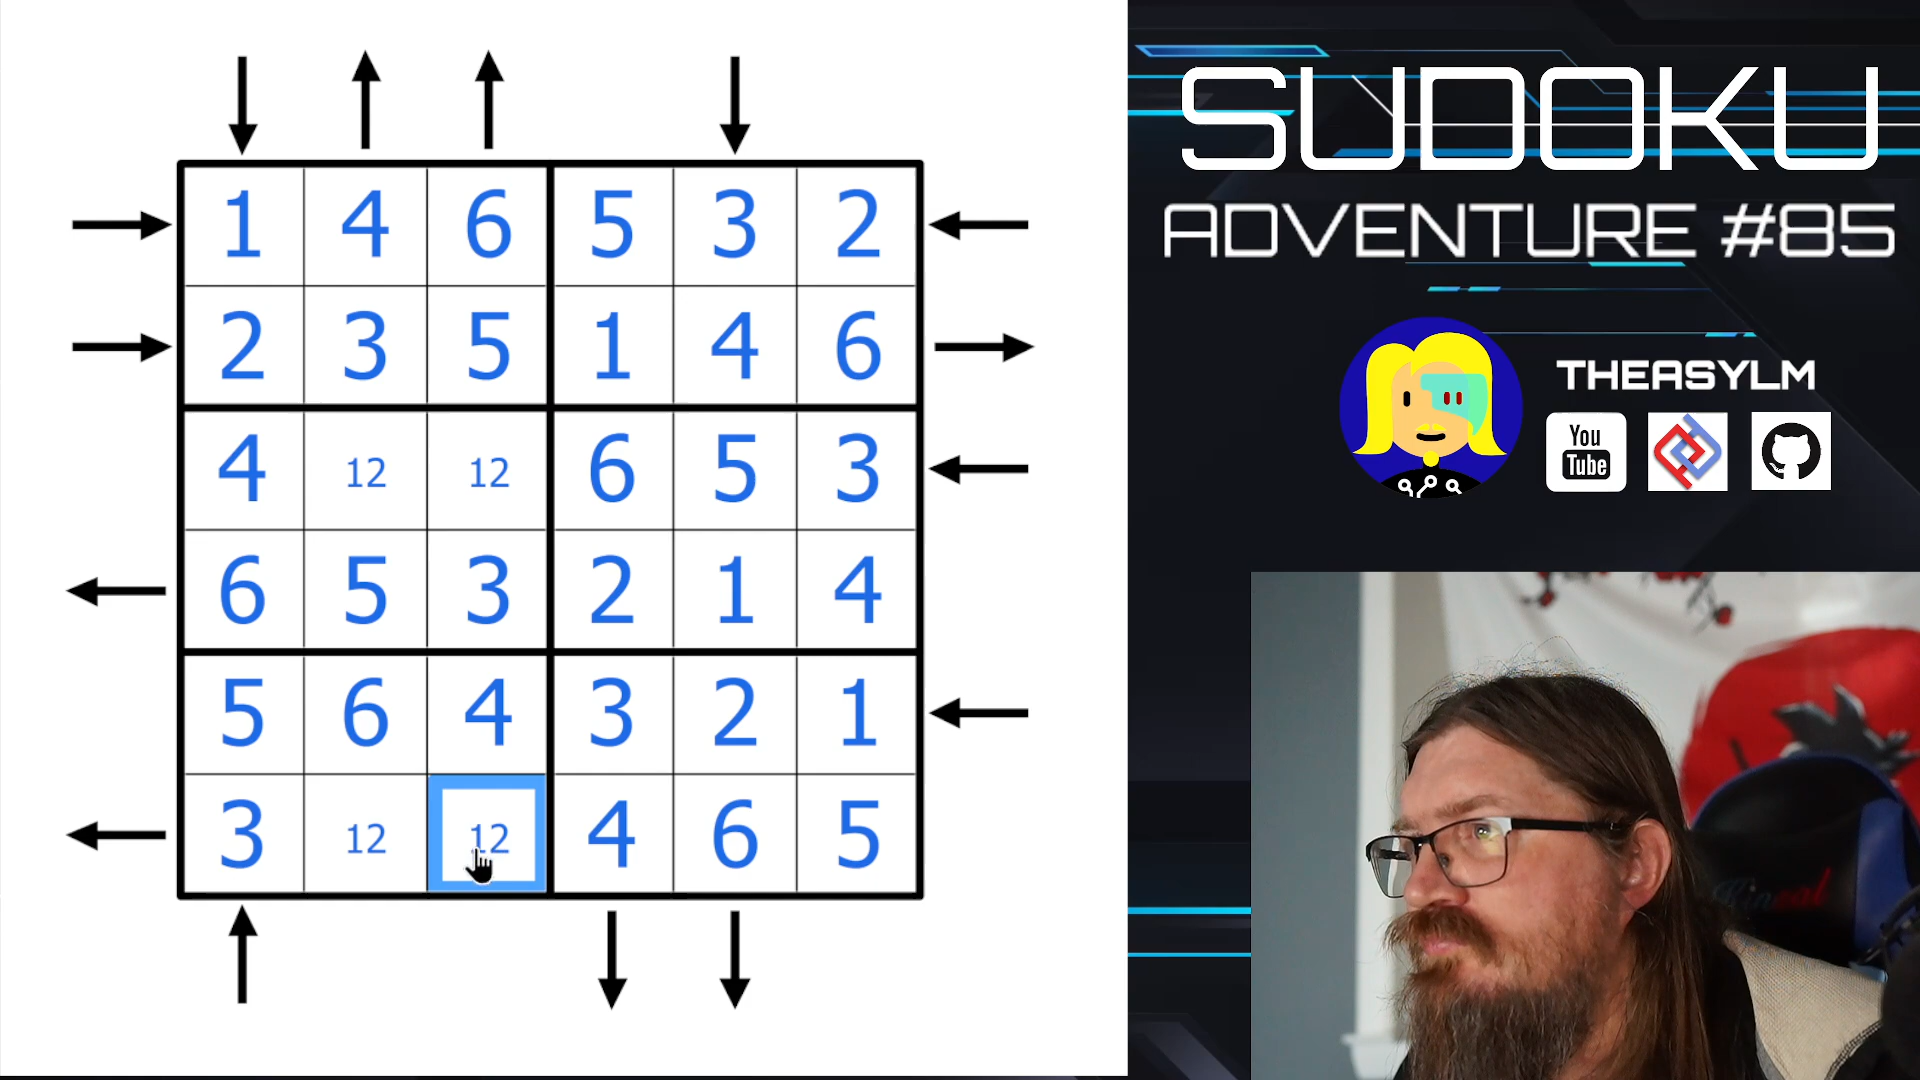 SUDOKU
ADVENTURE #85
THEASYLM
You
Tube
1 4 6 5 3 2
2 3 5 1 4 6
4 12 12 6 5 3
6 5 3 2 1 4
5 6 4 3 2 1
3 12 12 4 6 5